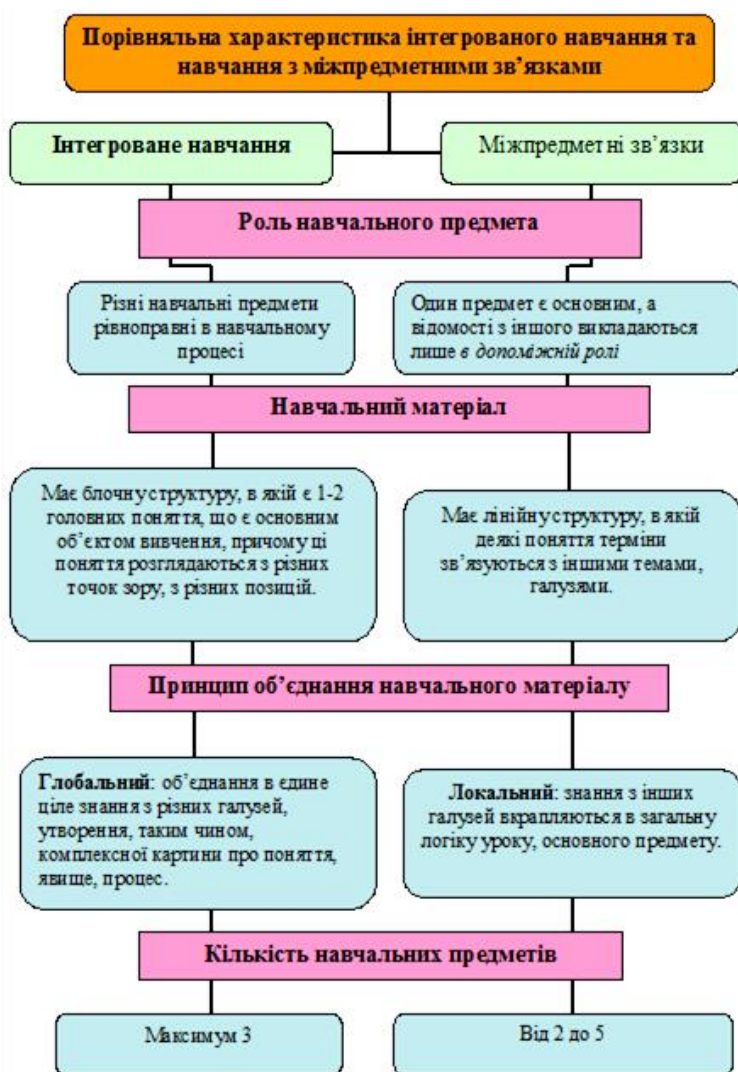 Порівняльна характеристика інтегрованого навчання та
навчання з міжпредметними зв’язками
Інтегроване навчання
Міжпредметні зв’язки
Роль навчального предмета
Різні навчальні предмети
рівноправні в навчальному
процесі
Один предмет є основним, а
відомості з іншого викладаються
лише в допоміжній ролі
Навчальний матеріал
Має блочну структуру, в якій є 1-2
головних поняття, що є основним
об’єктом вивчення, причому ці
поняття розглядаються з різних
точок зору, з різних позицій.
Має лінійну структуру, в якій
деякі поняття терміни
зв’язуються з іншими темами,
галузями.
Принцип об’єднання навчального матеріалу
Глобальний: об’єднання в єдине
ціле знання з різних галузей,
утворення, таким чином,
комплексної картини про поняття,
явище, процес.
Локальний: знання з інших
галузей вкрапляються в загальну
логіку уроку, основного предмету.
Кількість навчальних предметів
Максимум 3
Від 2 до 5